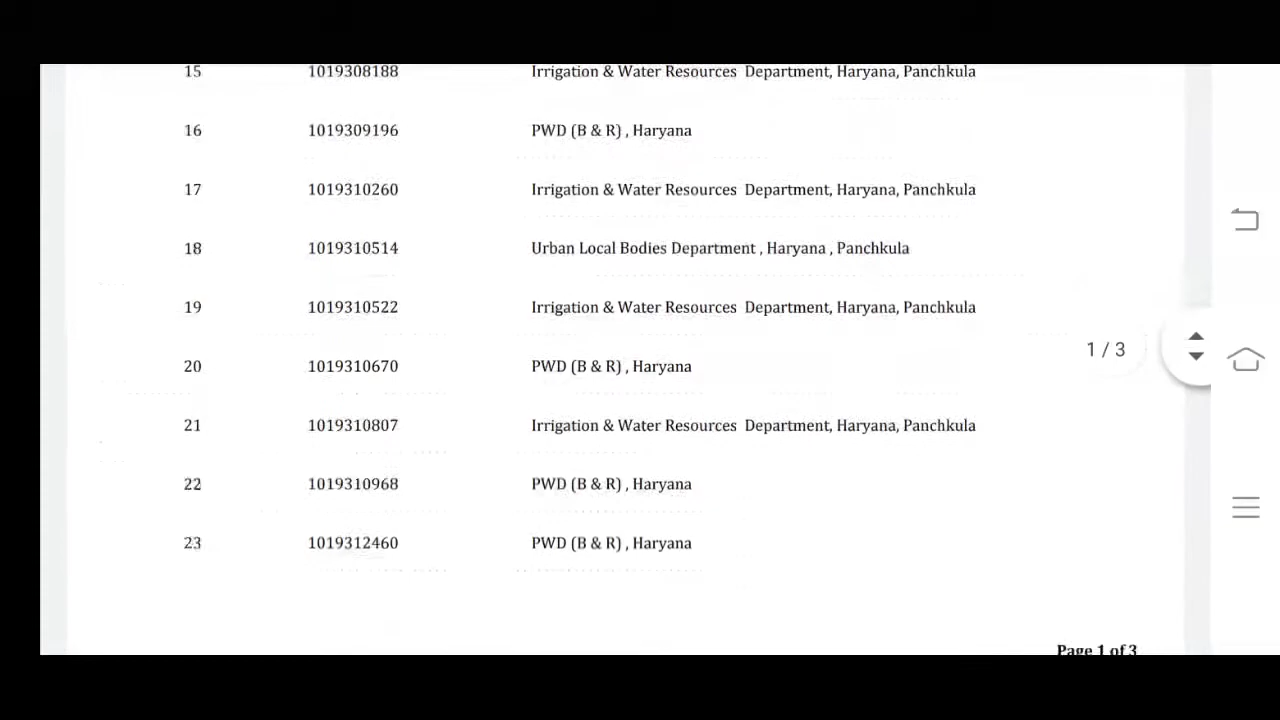 15 1019308188 Irrigation & Water Resources Department, Haryana, Panchkula
16 1019309196 PWD (B & R) , Haryana
17 1019310260 Irrigation & Water Resources Department, Haryana, Panchkula
18 1019310514 Urban Local Bodies Department , Haryana , Panchkula
19 1019310522 Irrigation & Water Resources Department, Haryana, Panchkula
1 / 3
20 1019310670 PWD (B & R) , Haryana
21 1019310807 Irrigation & Water Resources Department, Haryana, Panchkula
22 1019310968 PWD (B & R) , Haryana
23 1019312460 PWD (B & R) , Haryana
Page 1 of 3